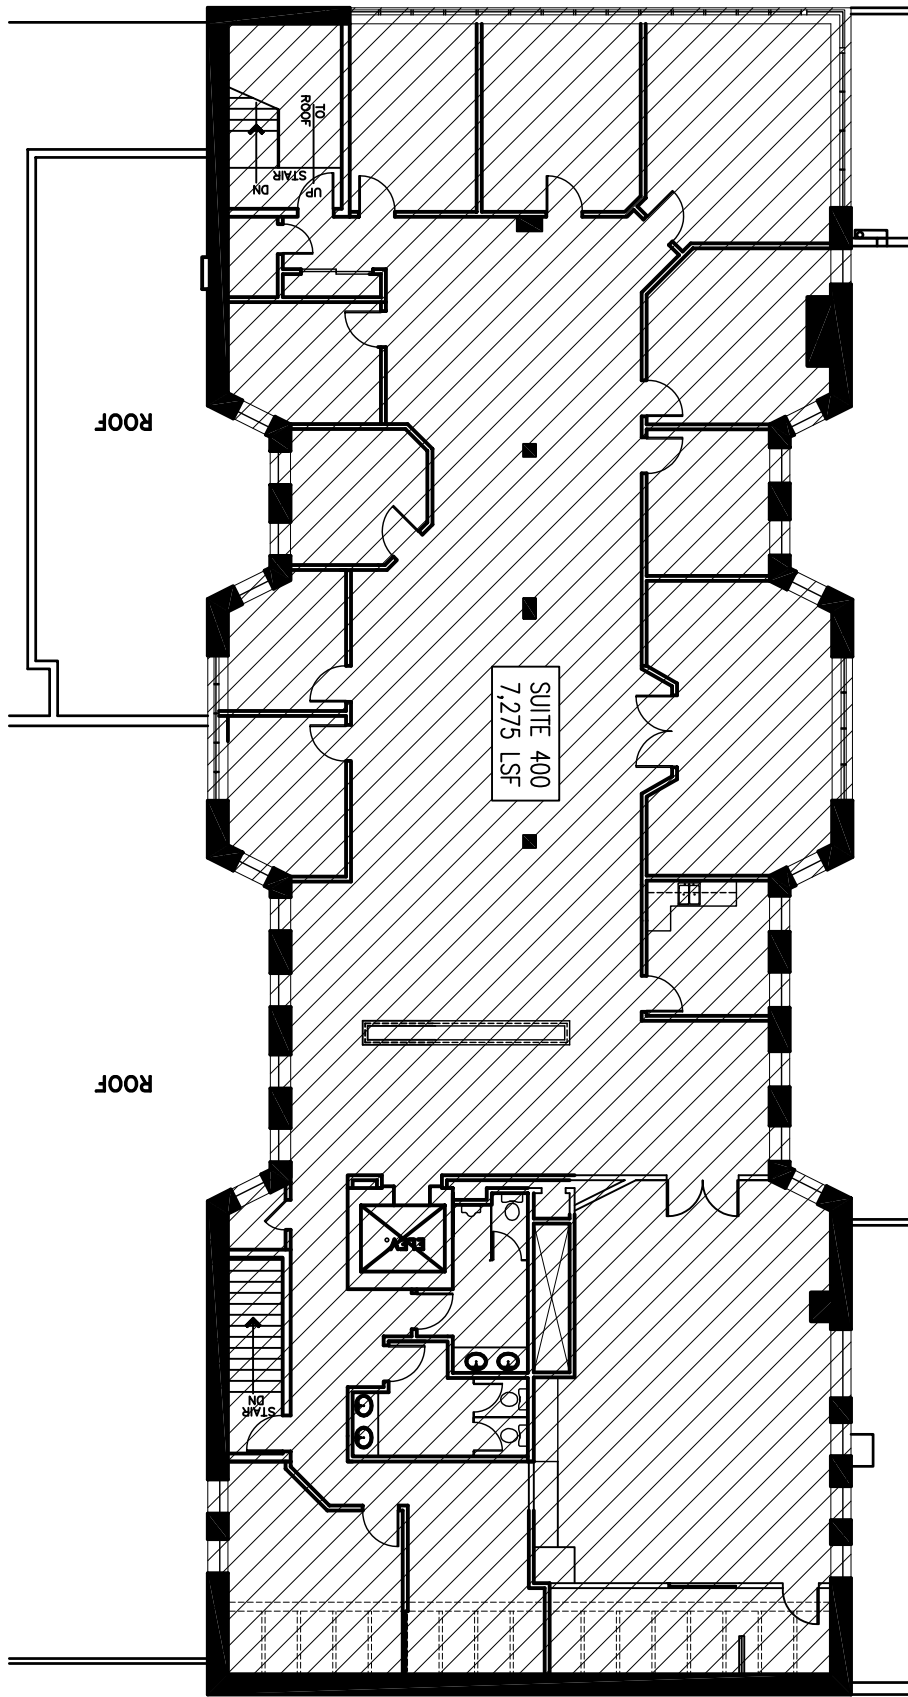 TO
ROOF
UP
STAIR
DN
ROOF
SUITE 400
7,275 LSF
ROOF
ELEV.
DN
STAIR